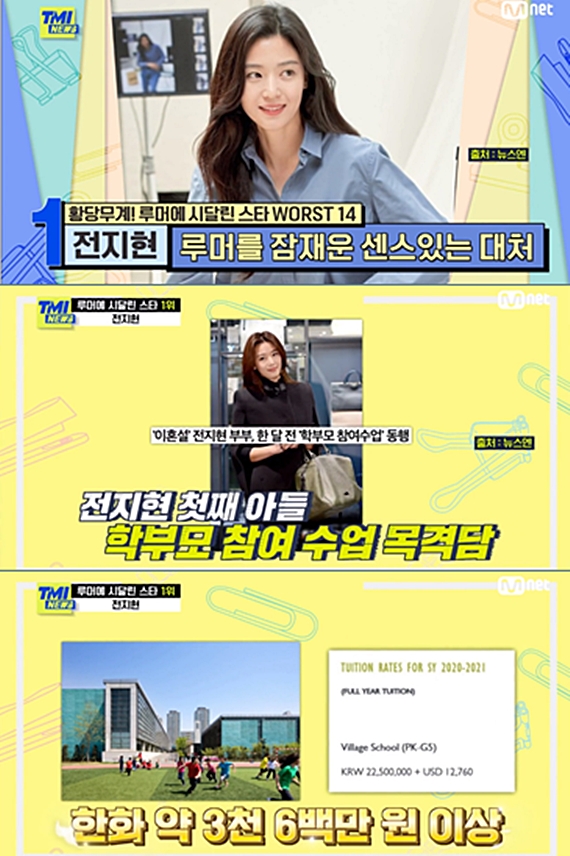 TMI
NEWS
Mnet
출처 : 뉴스엔
황당무계! 루머에 시달린 스타 WORST 14
1
전지현 루머를 잠재운 센스있는 대처
TMI
NEWS
루머에 시달린 스타 1위
전지현
Mnet
'이혼설' 전지현 부부, 한 달 전 '학부모 참여수업' 동행
출처 : 뉴스엔
전지현 첫째 아들
학부모 참여 수업 목격담
TMI
NEWS
루머에 시달린 스타 1위
전지현
Mnet
TUITION RATES FOR SY 2020-2021
(FULL YEAR TUITION)
Village School (PK-G5)
KRW 22,500,000 + USD 12,760
한화 약 3천 6백만 원 이상